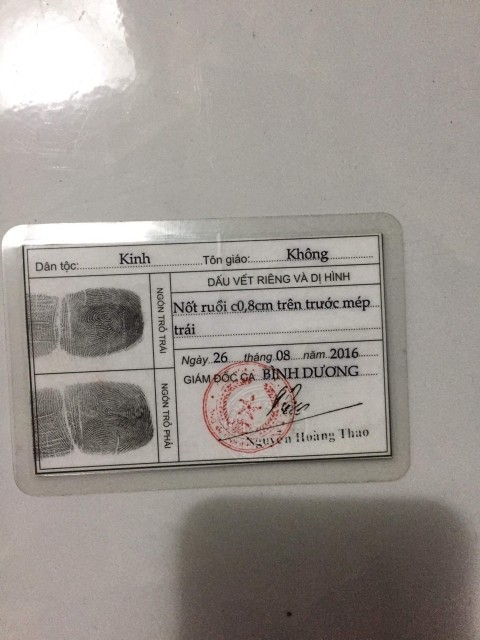 Dân tộc: Kinh Tôn giáo: Không
DẤU VẾT RIÊNG VÀ DỊ HÌNH
NGÓN TRỎ TRÁI
Nốt ruồi c0,8cm trên trước mép
trái
Ngày 26 tháng 08 năm 2016
GIÁM ĐỐC CA BÌNH DƯƠNG
NGÓN TRỎ PHẢI
Nguyễn Hoàng Thao